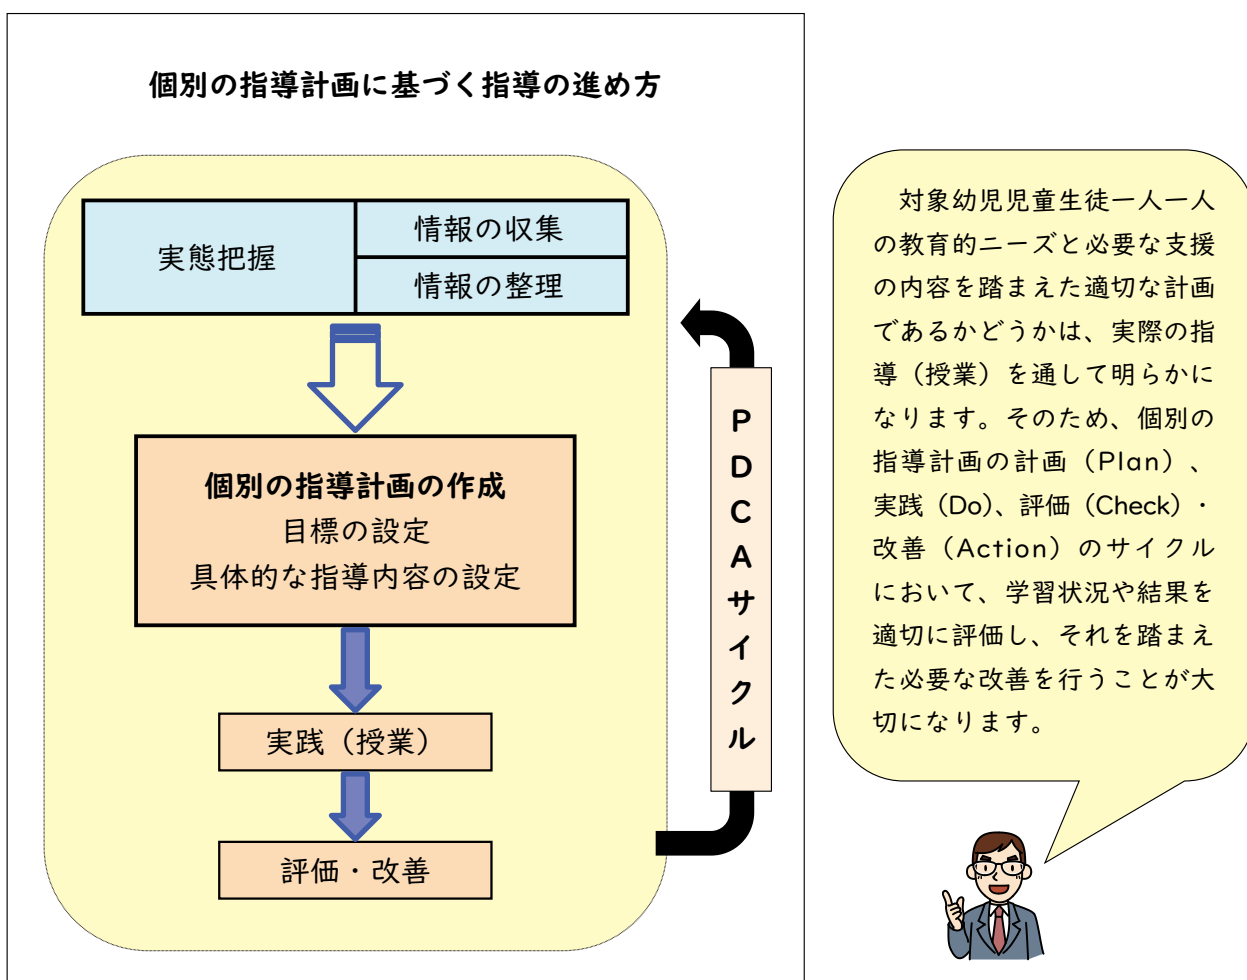 個別の指導計画に基づく指導の進め方
実態把握
情報の収集
情報の整理
個別の指導計画の作成
目標の設定
具体的な指導内容の設定
実践（授業）
評価・改善
PDCAサイクル
対象幼児児童生徒一人一人
の教育的ニーズと必要な支援
の内容を踏まえた適切な計画
であるかどうかは、実際の指
導（授業）を通して明らかに
なります。そのため、個別の
指導計画の計画（Plan）、
実践（Do）、評価（Check）・
改善（Action）のサイクル
において、学習状況や結果を
適切に評価し、それを踏まえ
た必要な改善を行うことが大
切になります。